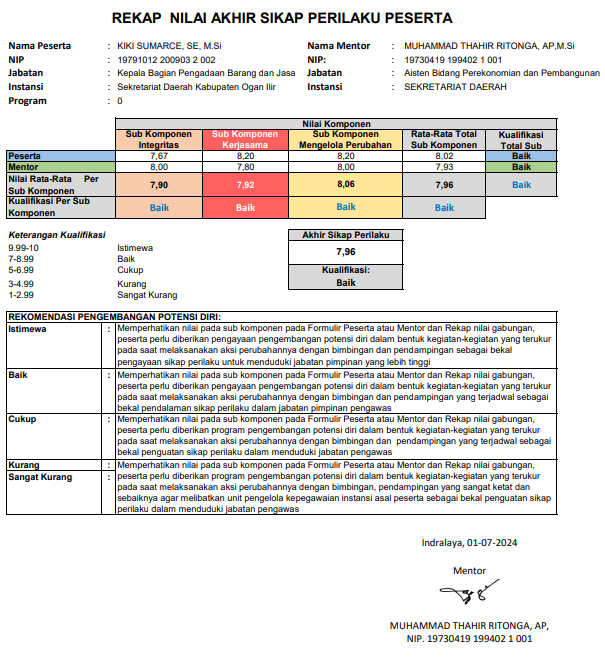 REKAP NILAI AKHIR SIKAP PERILAKU PESERTA
Nama Peserta : KIKI SUMARCE, SE, M.Si Nama Mentor : MUHAMMAD THAHIR RITONGA, AP,M.Si
NIP : 19791012 200903 2 002 NIP: : 19730419 199402 1 001
Jabatan : Kepala Bagian Pengadaan Barang dan Jasa Jabatan : Aisten Bidang Perekonomian dan Pembangunan
Instansi : Sekretariat Daerah Kabupaten Ogan Ilir Instansi : SEKRETARIAT DAERAH
Program : 0
Nilai Komponen
Sub Komponen Integritas Sub Komponen Kerjasama Sub Komponen Mengelola Perubahan Rata-Rata Total Sub Komponen Kualifikasi Total Sub
Peserta 7,67 8,20 8,20 8,02 Baik
Mentor 8,00 7,80 8,00 7,93 Baik
Nilai Rata-Rata Per Sub Komponen 7,90 7,92 8,06 7,96 Baik
Kualifikasi Per Sub Komponen Baik Baik Baik Baik
Keterangan Kualifikasi Akhir Sikap Perilaku
9.99-10 Istimewa 7,96
7-8.99 Baik
5-6.99 Cukup Kualifikasi:
3-4.99 Kurang Baik
1-2.99 Sangat Kurang
REKOMENDASI PENGEMBANGAN POTENSI DIRI:
Istimewa : Memperhatikan nilai pada sub komponen pada Formulir Peserta atau Mentor dan Rekap nilai gabungan,
peserta perlu diberikan pengayaan pengembangan potensi diri dalam bentuk kegiatan-kegiatan yang terukur
pada saat melaksanakan aksi perubahannya dengan bimbingan dan pendampingan sebagai bekal
pengayaan sikap perilaku untuk menduduki jabatan pimpinan yang lebih tinggi
Baik : Memperhatikan nilai pada sub komponen pada Formulir Peserta atau Mentor dan Rekap nilai gabungan,
peserta perlu diberikan pengayaan pengembangan potensi diri dalam bentuk kegiatan-kegiatan yang terukur
pada saat melaksanakan aksi perubahannya dengan bimbingan dan pendampingan yang terjadwal sebagai
bekal pendalaman sikap perilaku dalam jabatan pimpinan pengawas
Cukup : Memperhatikan nilai pada sub komponen pada Formulir Peserta atau Mentor dan Rekap nilai gabungan,
peserta perlu diberikan program pengembangan potensi diri dalam bentuk kegiatan-kegiatan yang terukur
pada saat melaksanakan aksi perubahannya dengan bimbingan dan pendampingan yang terjadwal sebagai
bekal penguatan sikap perilaku dalam menduduki jabatan pengawas
Kurang : Memperhatikan nilai pada sub komponen pada Formulir Peserta atau Mentor dan Rekap nilai gabungan,
Sangat Kurang : peserta perlu diberikan program pengembangan potensi diri dalam bentuk kegiatan-kegiatan yang terukur
pada saat melaksanakan aksi perubahannya dengan bimbingan, pendampingan yang sangat ketat dan
sebaiknya agar melibatkan unit pengelola kepegawaian instansi asal peserta sebagai bekal penguatan sikap
perilaku dalam menduduki jabatan pengawas
Indralaya, 01-07-2024
Mentor
MUHAMMAD THAHIR RITONGA, AP,
NIP. 19730419 199402 1 001